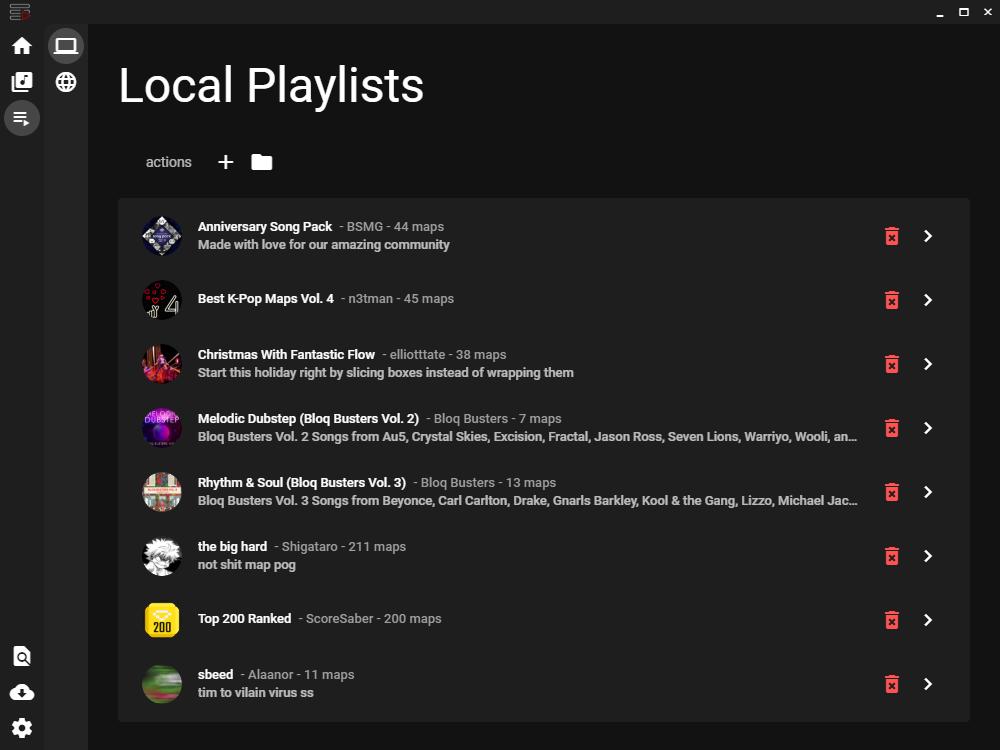 Local Playlists
actions
Anniversary Song Pack - BSMG - 44 maps
Made with love for our amazing community
Best K-Pop Maps Vol. 4 - n3tman - 45 maps
Christmas With Fantastic Flow - elliotttate - 38 maps
Start this holiday right by slicing boxes instead of wrapping them
MELODIC
DUBSTEP
Melodic Dubstep (Bloq Busters Vol. 2) - Bloq Busters - 7 maps
Bloq Busters Vol. 2 Songs from Au5, Crystal Skies, Excision, Fractal, Jason Ross, Seven Lions, Warriyo, Wooli, an...
Rhythm & Soul (Bloq Busters Vol. 3) - Bloq Busters - 13 maps
Bloq Busters Vol. 3 Songs from Beyonce, Carl Carlton, Drake, Gnarls Barkley, Kool & the Gang, Lizzo, Michael Jac...
the big hard - Shigataro - 211 maps
not shit map pog
200
Top 200 Ranked - ScoreSaber - 200 maps
sbeed - Alaanor - 11 maps
tim to vilain virus ss